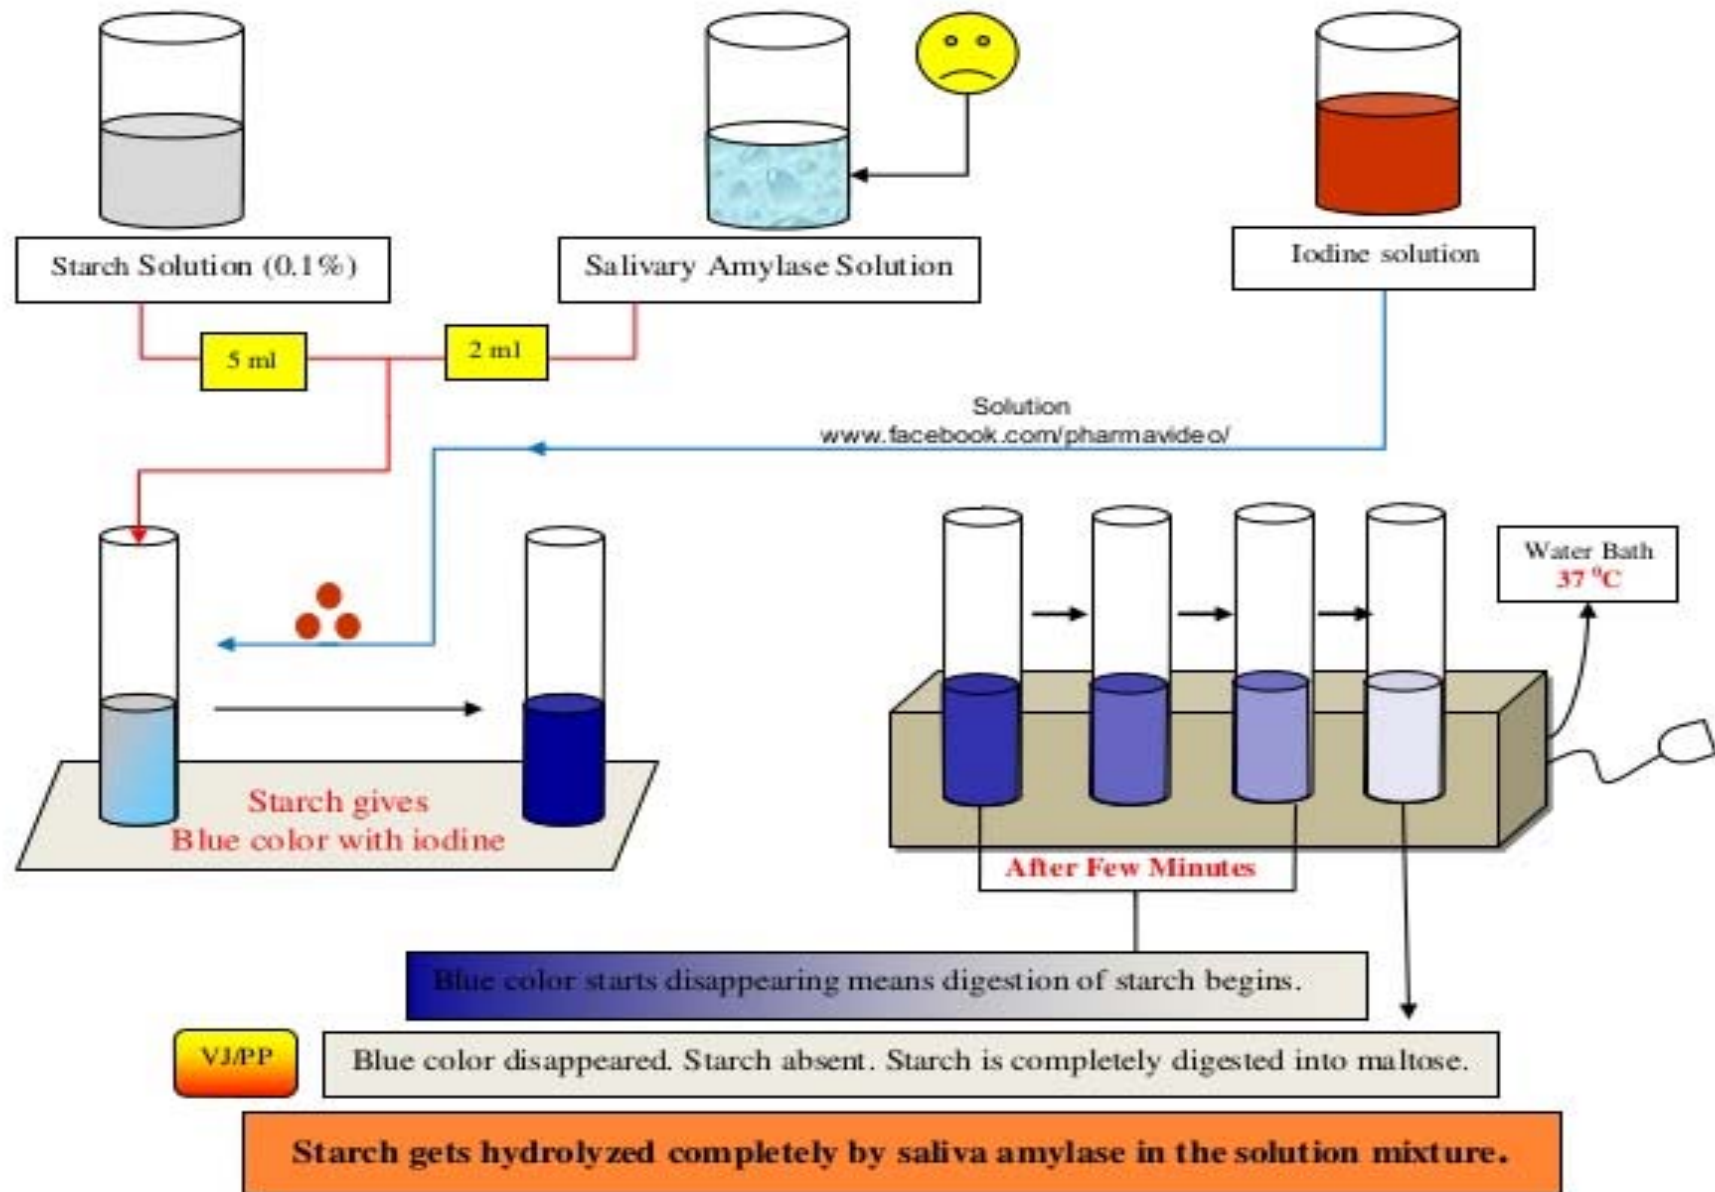 Starch Solution (0.1%)
Salivary Amylase Solution
Iodine solution
5 ml
2 ml
Solution
www.facebook.com/pharmavideo/
Water Bath
37 ⁰C
Starch gives
Blue color with iodine
After Few Minutes
Blue color starts disappearing means digestion of starch begins.
VJ/PP
Blue color disappeared. Starch absent. Starch is completely digested into maltose.
Starch gets hydrolyzed completely by saliva amylase in the solution mixture.